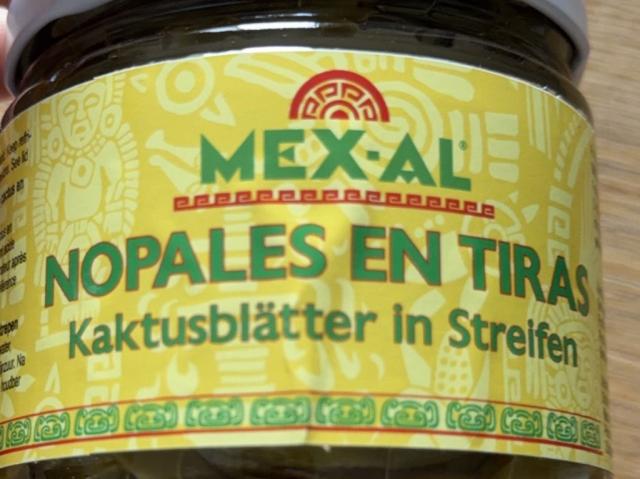 MEX-AL®
NOPALES EN TIRAS
Kaktusblätter in Streifen